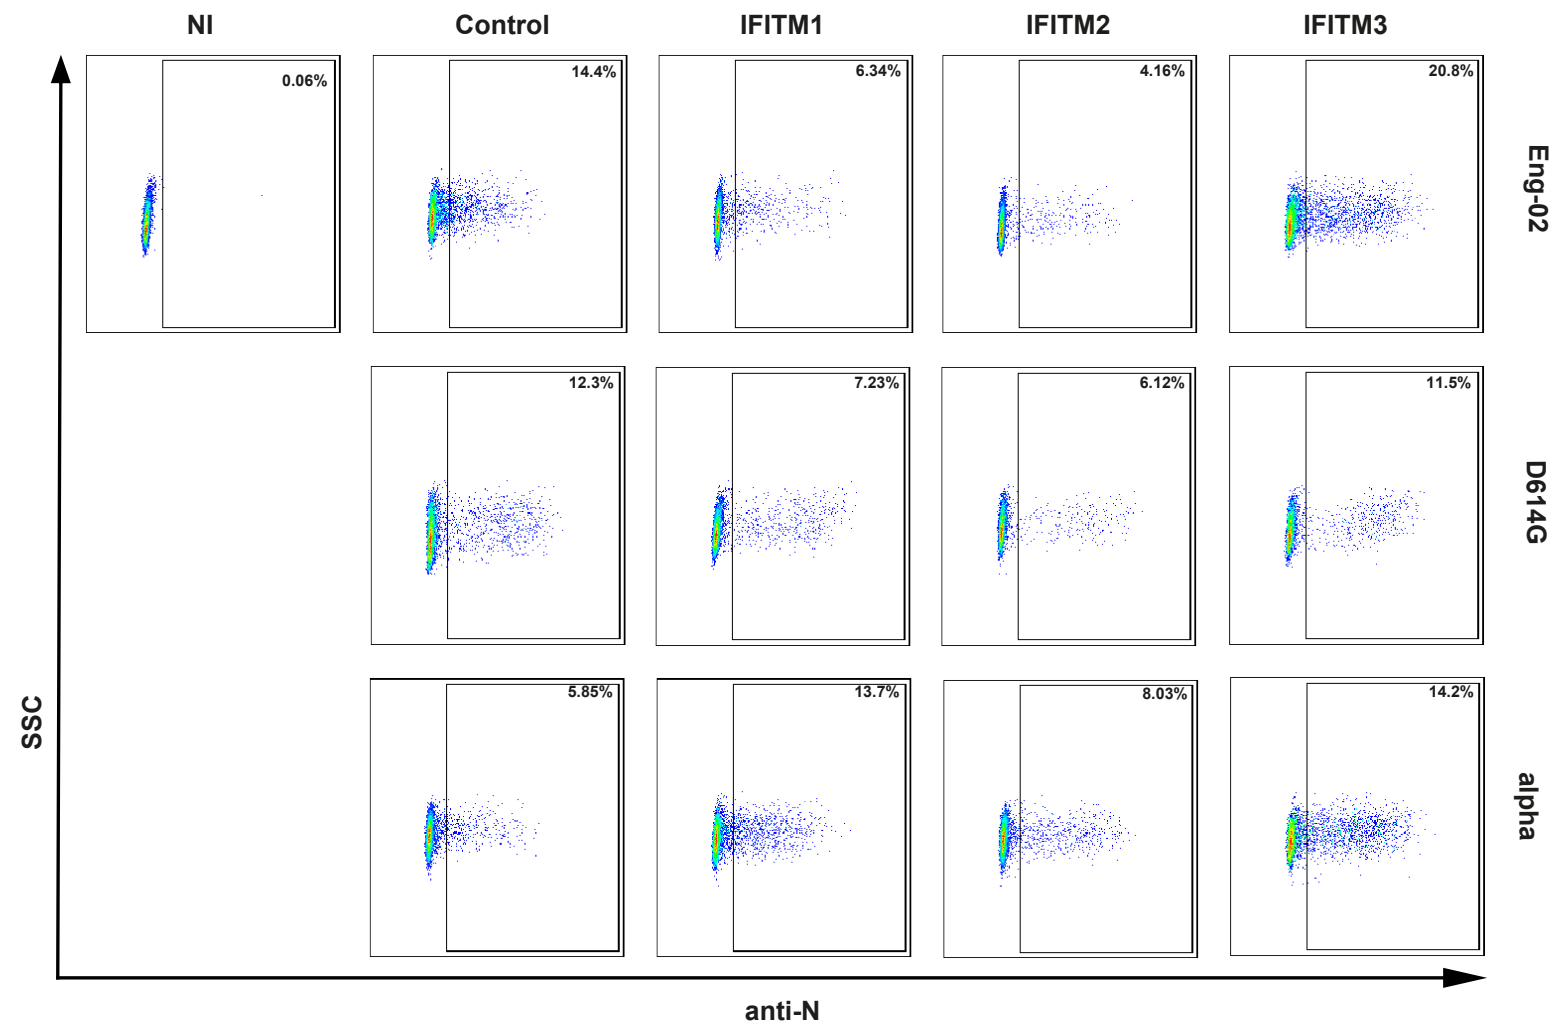 NI Control IFITM1 IFITM2 IFITM3
0.06% 14.4% 6.34% 4.16% 20.8%
Eng-02
12.3% 7.23% 6.12% 11.5%
D614G
5.85% 13.7% 8.03% 14.2%
alpha
SSC
anti-N